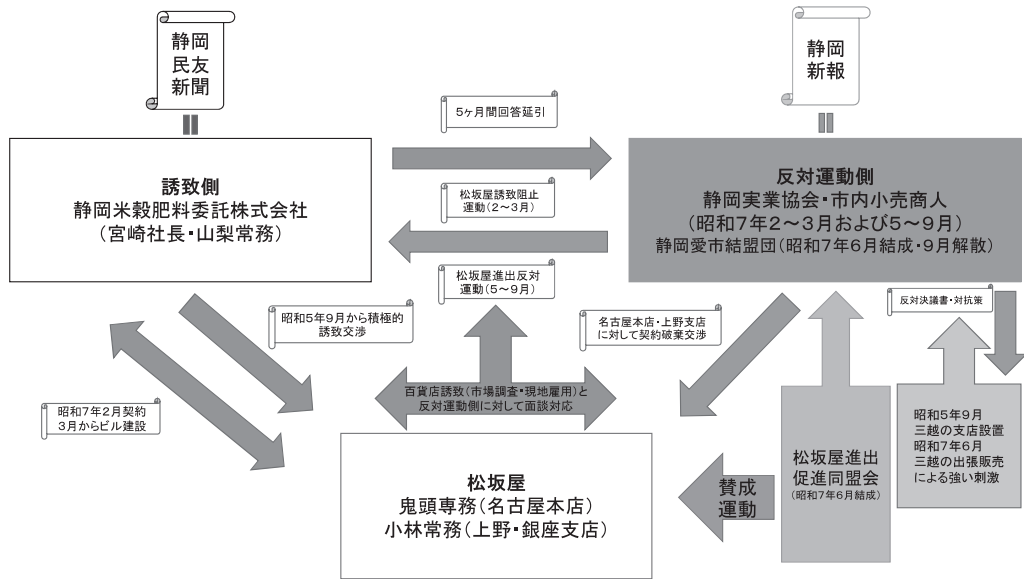 静岡
民友
新聞
静岡
新報
5ヶ月間回答延引
誘致側
静岡米穀肥料委託株式会社
(宮崎社長・山梨常務)
松坂屋誘致阻止
運動(2〜3月)
反対運動側
静岡実業協会・市内小売商人
(昭和7年2〜3月および5〜9月)
静岡愛市結盟団(昭和7年6月結成・9月解散)
松坂屋進出反対
運動(5〜9月)
反対決議書・対抗策
昭和5年9月から積極的
誘致交渉
名古屋本店・上野支店
に対して契約破棄交渉
百貨店誘致(市場調査・現地雇用)と
反対運動側に対して面談対応
昭和7年2月契約
3月からビル建設
松坂屋
鬼頭専務(名古屋本店)
小林常務(上野・銀座支店)
賛成
運動
松坂屋進出
促進同盟会
(昭和7年6月結成)
昭和5年9月
三越の支店設置
昭和7年6月
三越の出張販売
による強い刺激